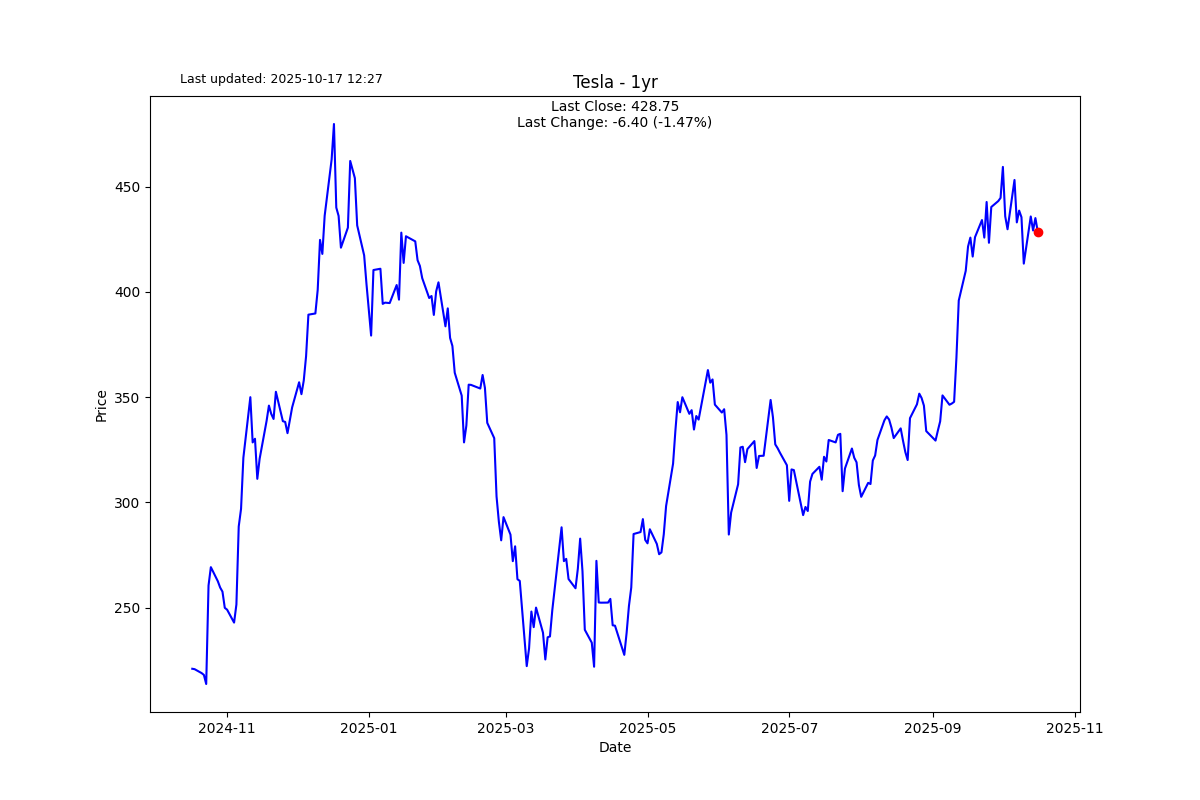 Last updated: 2025-10-17 12:27
Tesla - 1yr
Last Close: 428.75
Last Change: -6.40 (-1.47%)
450
400
350
300
250
Price
2024-11
2025-01
2025-03
2025-05
2025-07
2025-09
2025-11
Date